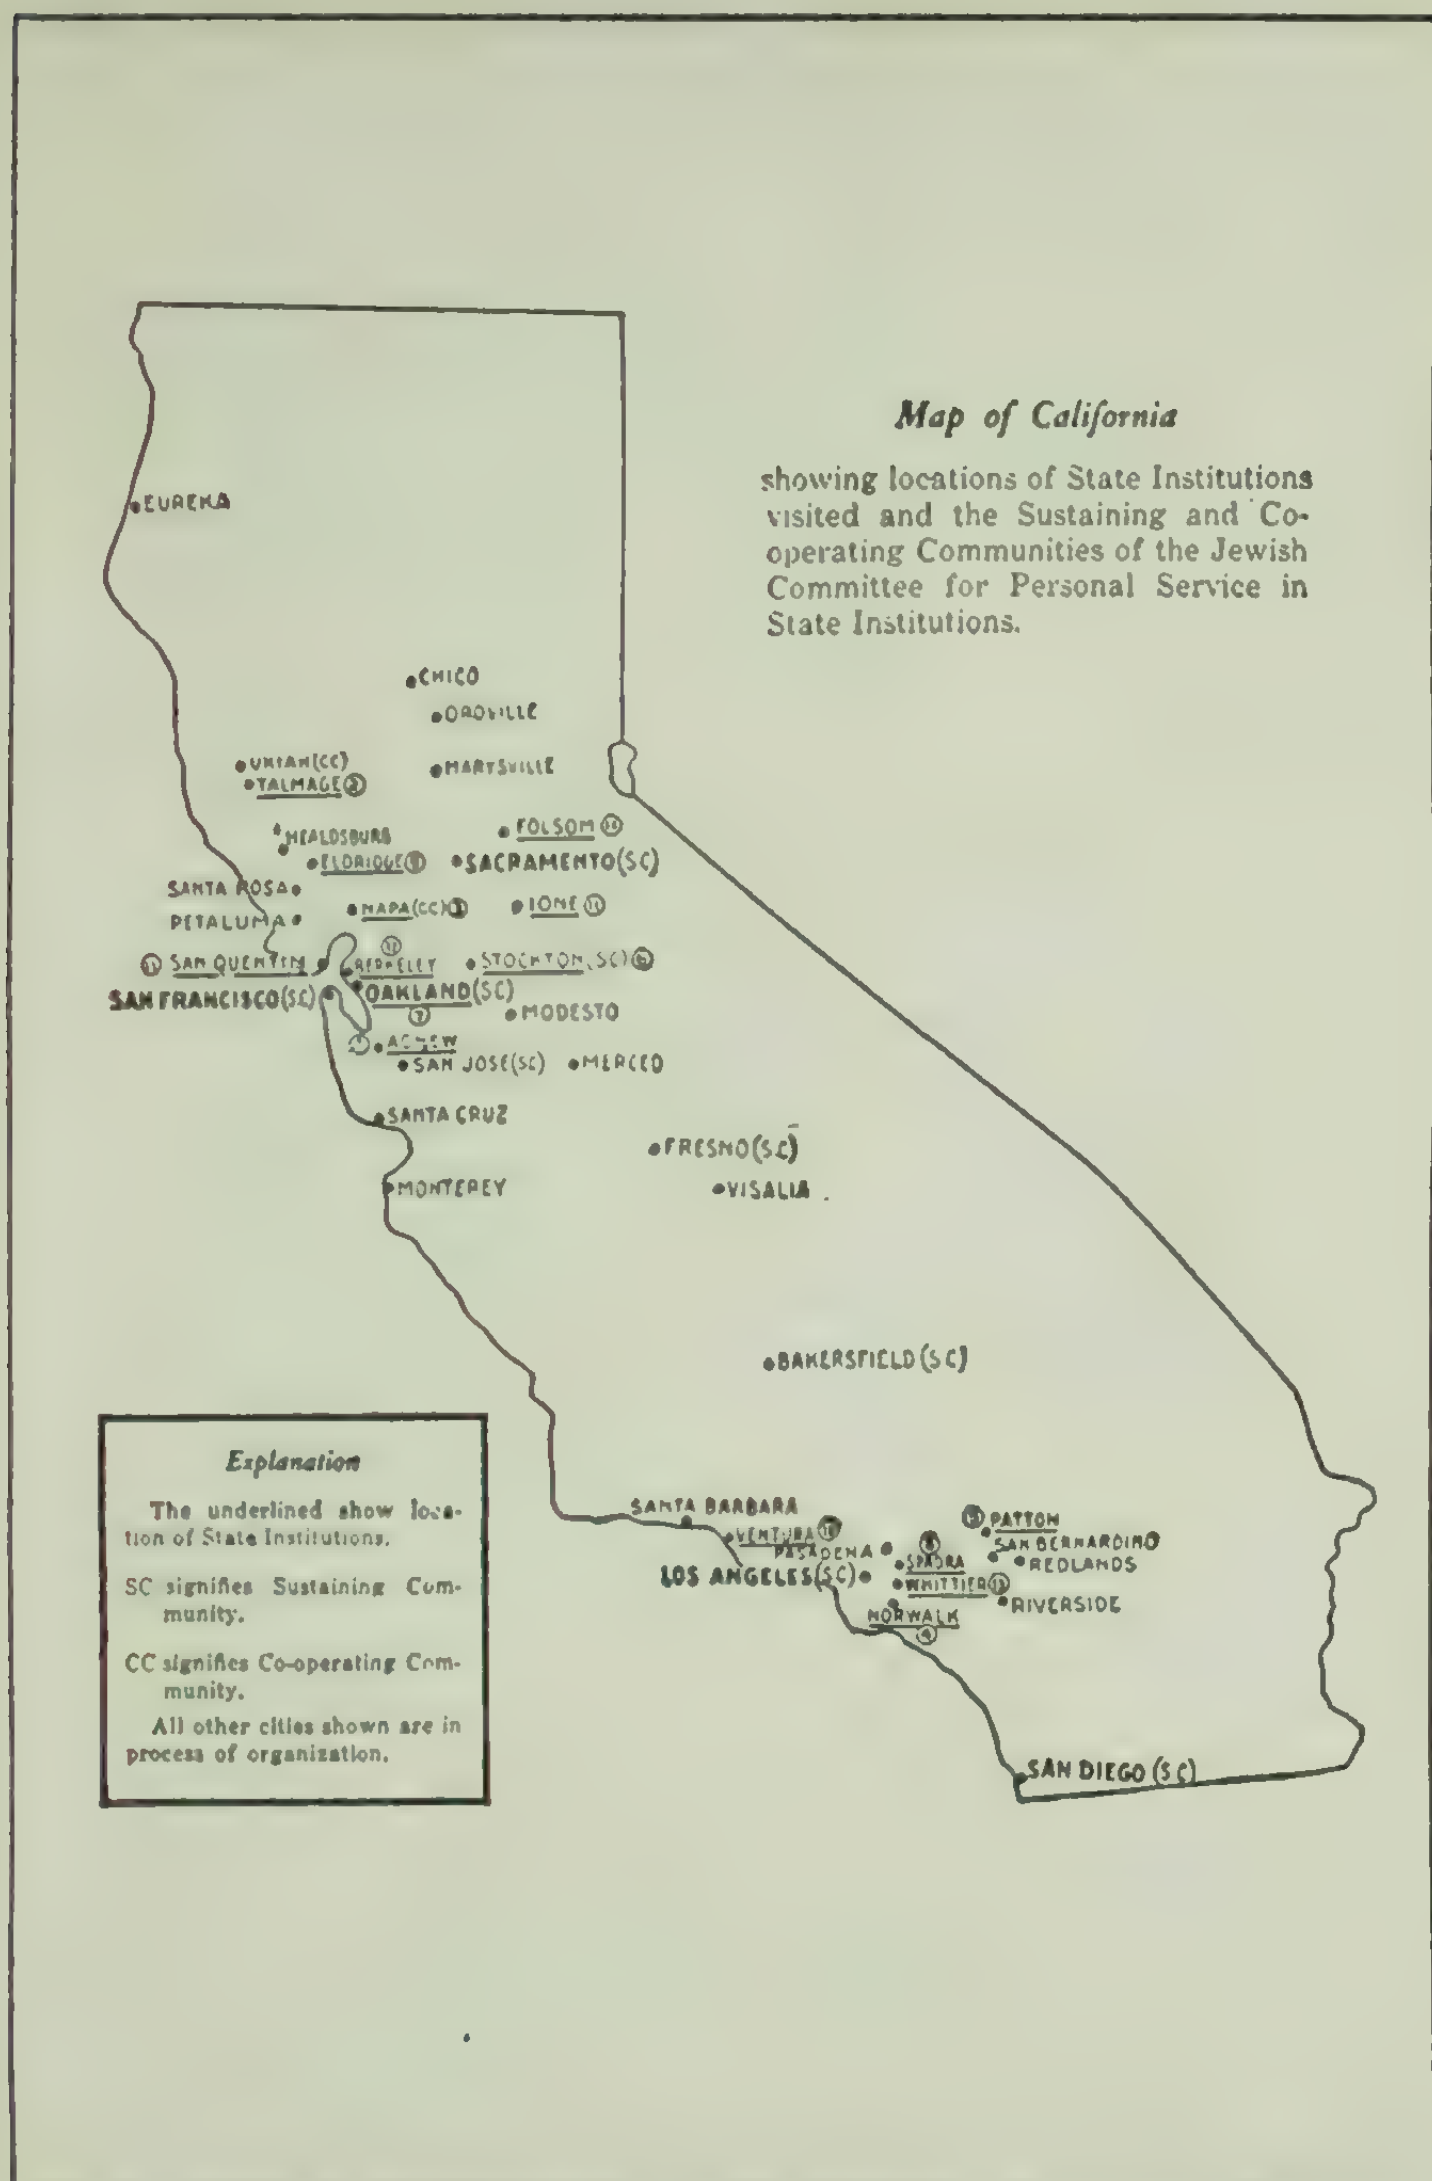 Map of California
showing locations of State Institutions
visited and the Sustaining and Co-
operating Communities of the Jewish
Committee for Personal Service in
State Institutions.
EUREKA
CHICO
OROVILLE
UKIAH (CC)
MARYSVILLE
TALMAGE
FOLSOM
HEALDSBURG
ELDRIDGE
SACRAMENTO (SC)
SANTA ROSA
NAPA (CC)
IONE
PETALUMA
SAN QUENTIN
BERKELEY
STOCKTON (SC)
SAN FRANCISCO (SC)
OAKLAND (SC)
7
MODESTO
AGNEW
SAN JOSE (SC)
MERCED
SANTA CRUZ
FRESNO (SC)
MONTEREY
VISALIA
BAKERSFIELD (SC)
Explanation
The underlined show loca-
tion of State Institutions.
SC signifies Sustaining Com-
munity.
CC signifies Co-operating Com-
munity.
All other cities shown are in
process of organization.
SANTA BARBARA
VENTURA
PATTON
PASADENA
SAN BERNARDINO
SPADRA
REDLANDS
LOS ANGELES (SC)
WHITTIER
RIVERSIDE
NORWALK
SAN DIEGO (SC)